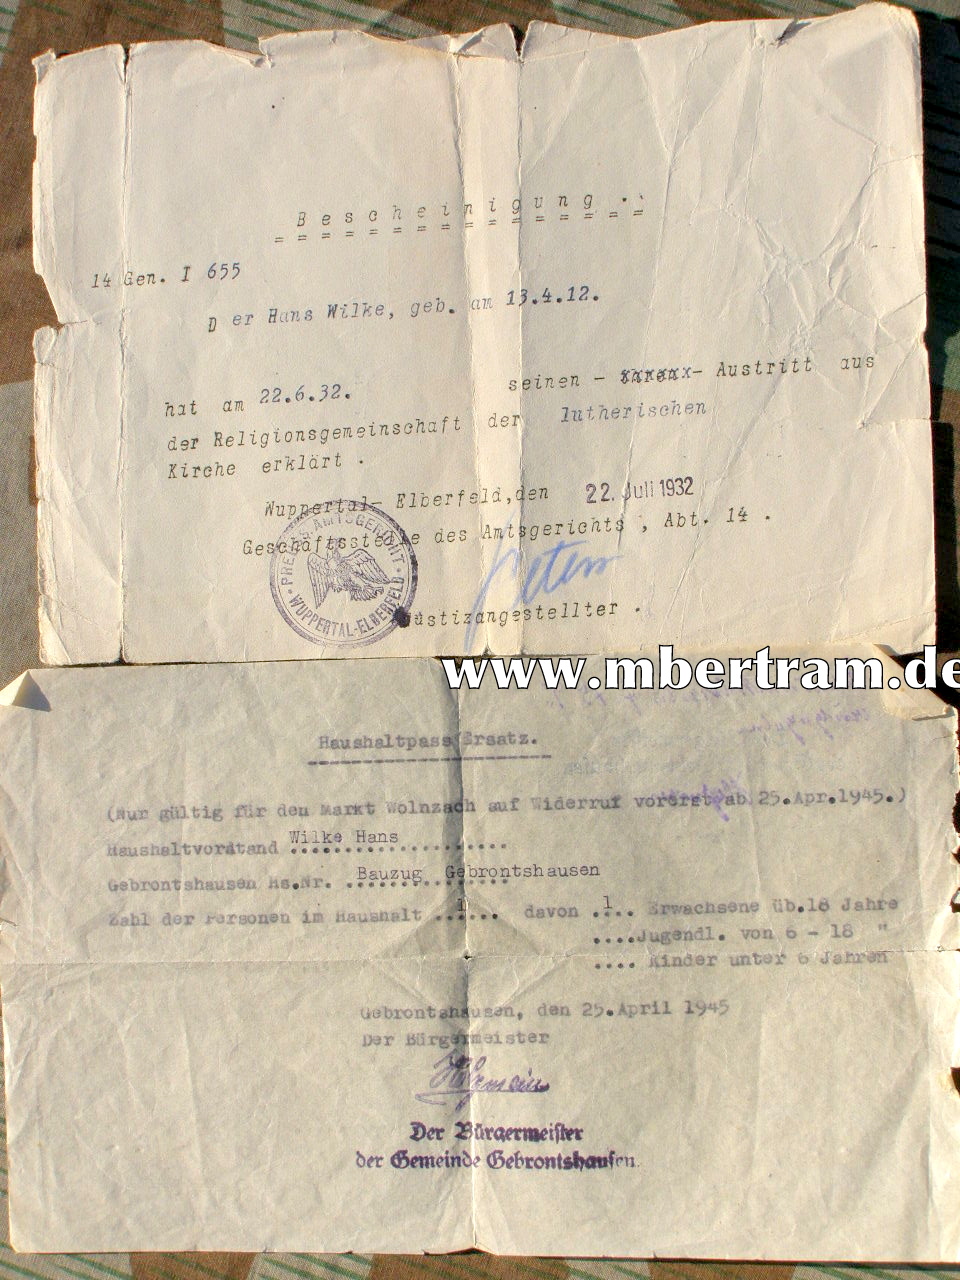 Bescheinigung.
14 Gen. I 655
D er Hans Wilke, geb. am 13.4.12.
hat am 22.6.32. seinen - xxxxxx- Austritt aus
der Religionsgemeinschaft der lutherischen
Kirche erklärt .
Wuppertal- Elberfeld,den 22. Juli 1932
Geschäftsstelle des Amtsgerichts , Abt. 14 .
PREUSS. AMTSGERICHT • WUPPERTAL-ELBERFELD •
Justizangestellter .
www.mbertram.de
Haushaltpass Ersatz.
(Nur gültig für den Markt Wolnzach auf Widerruf vorerst ab 25.Apr.1945.)
Haushaltvorstand Wilke Hans
Gebrontshausen Hs.Nr. Bauzug Gebrontshausen
Zahl der Personen im Haushalt ..1... davon .1.. Erwachsene üb.18 Jahre
....Jugendl. von 6 - 18 "
.... Kinder unter 6 Jahren
Gebrontshausen, den 25.April 1945
Der Bürgermeister
Der Bürgermeister
der Gemeinde Gebrontshausen.